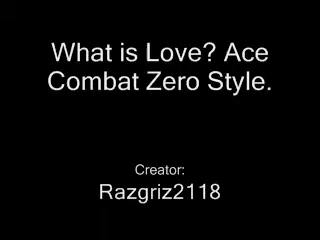 What is Love? Ace
Combat Zero Style.
Creator:
Razgriz2118